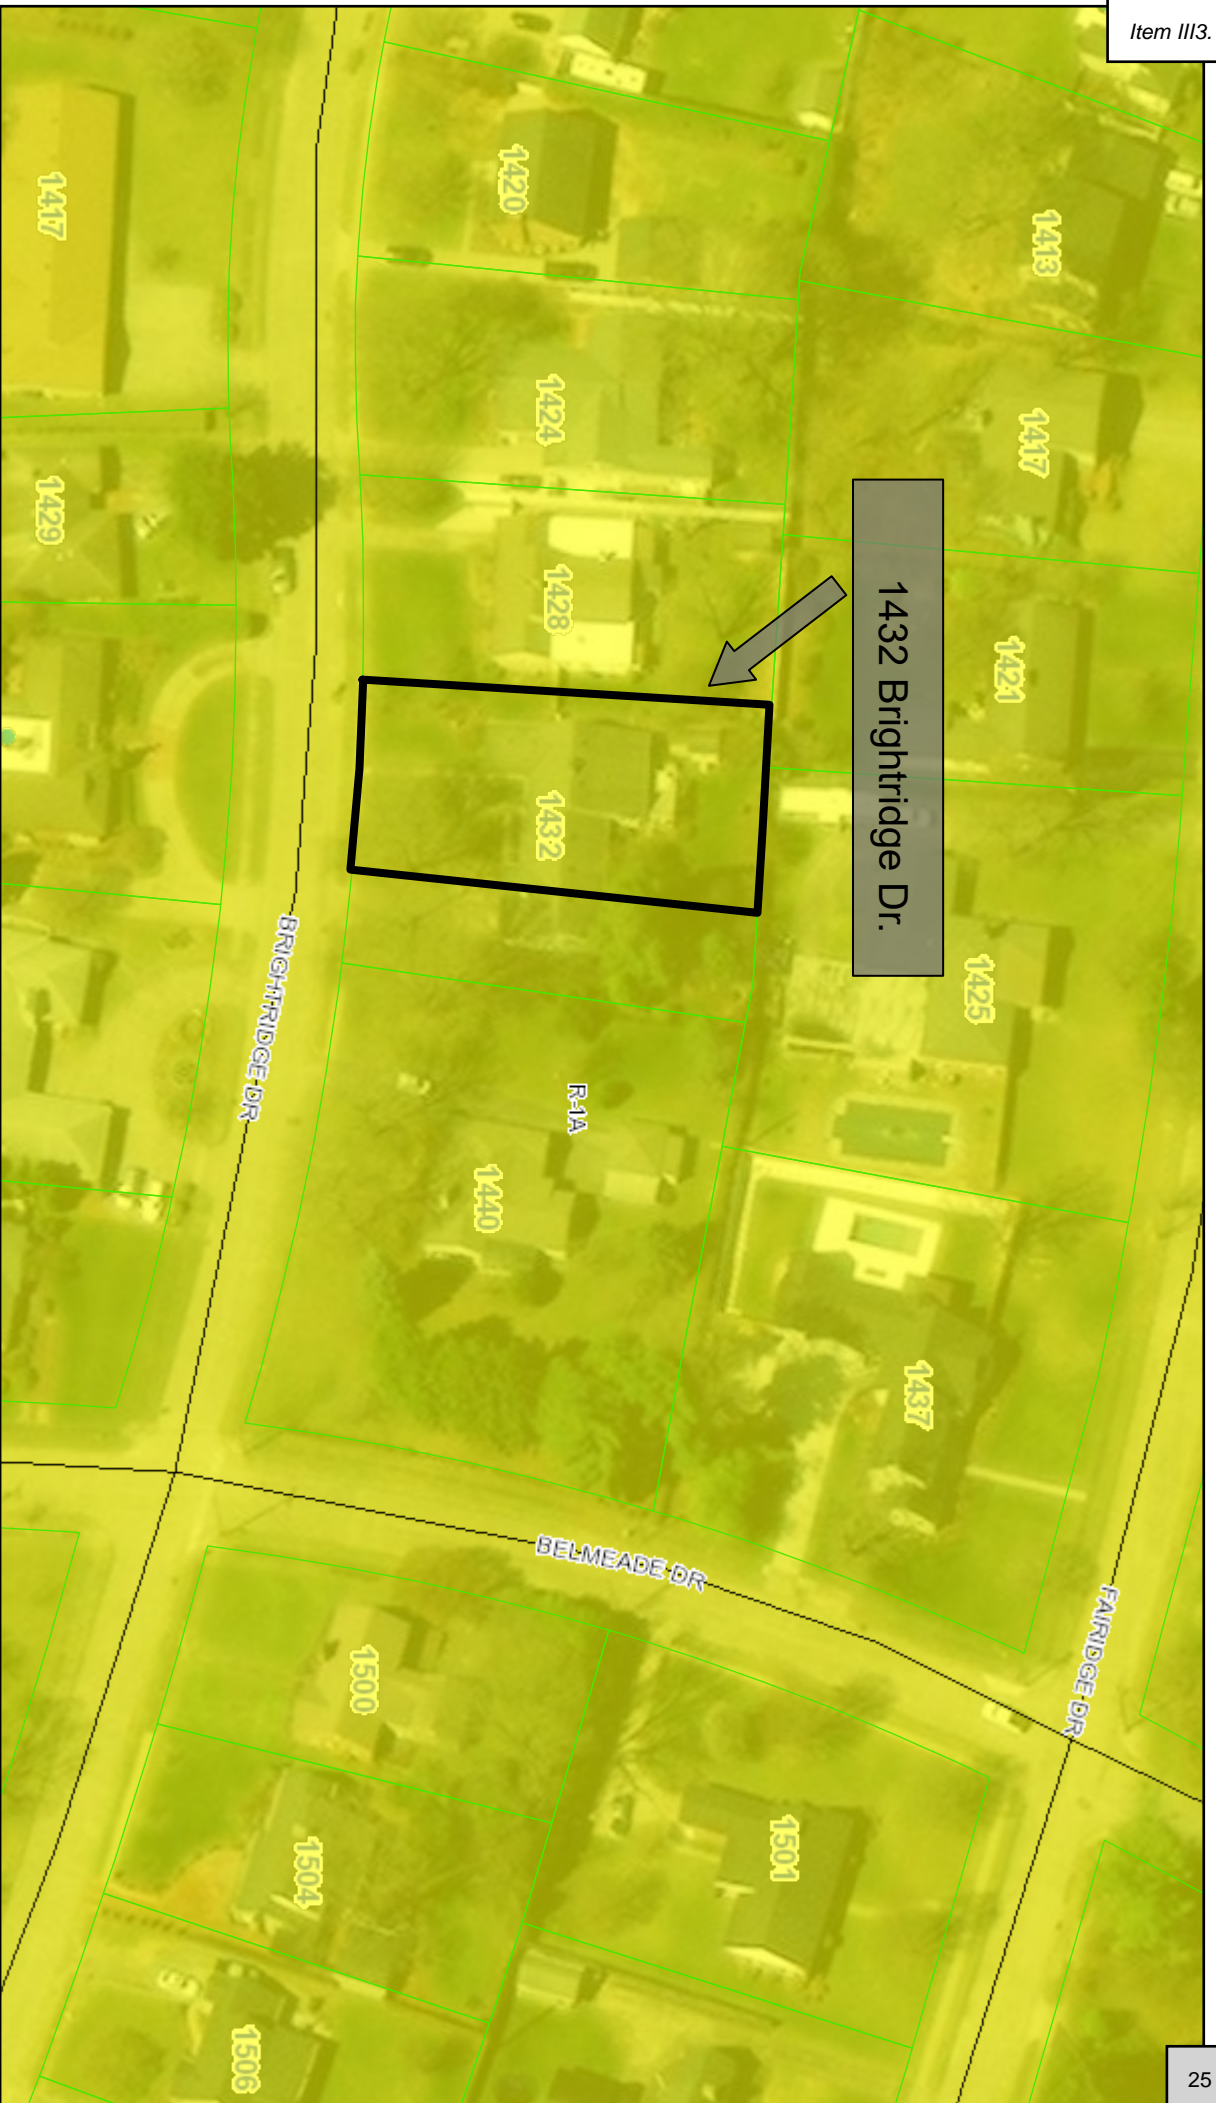 Item III3.
1417
1420
1413
1424
1417
1429
1428
1421
1432 Brightridge Dr.
1432
1425
BRIGHTRIDGE DR
R-1A
1440
1437
BELMEADE DR
FAIRIDGE DR
1500
1501
1504
1506
25